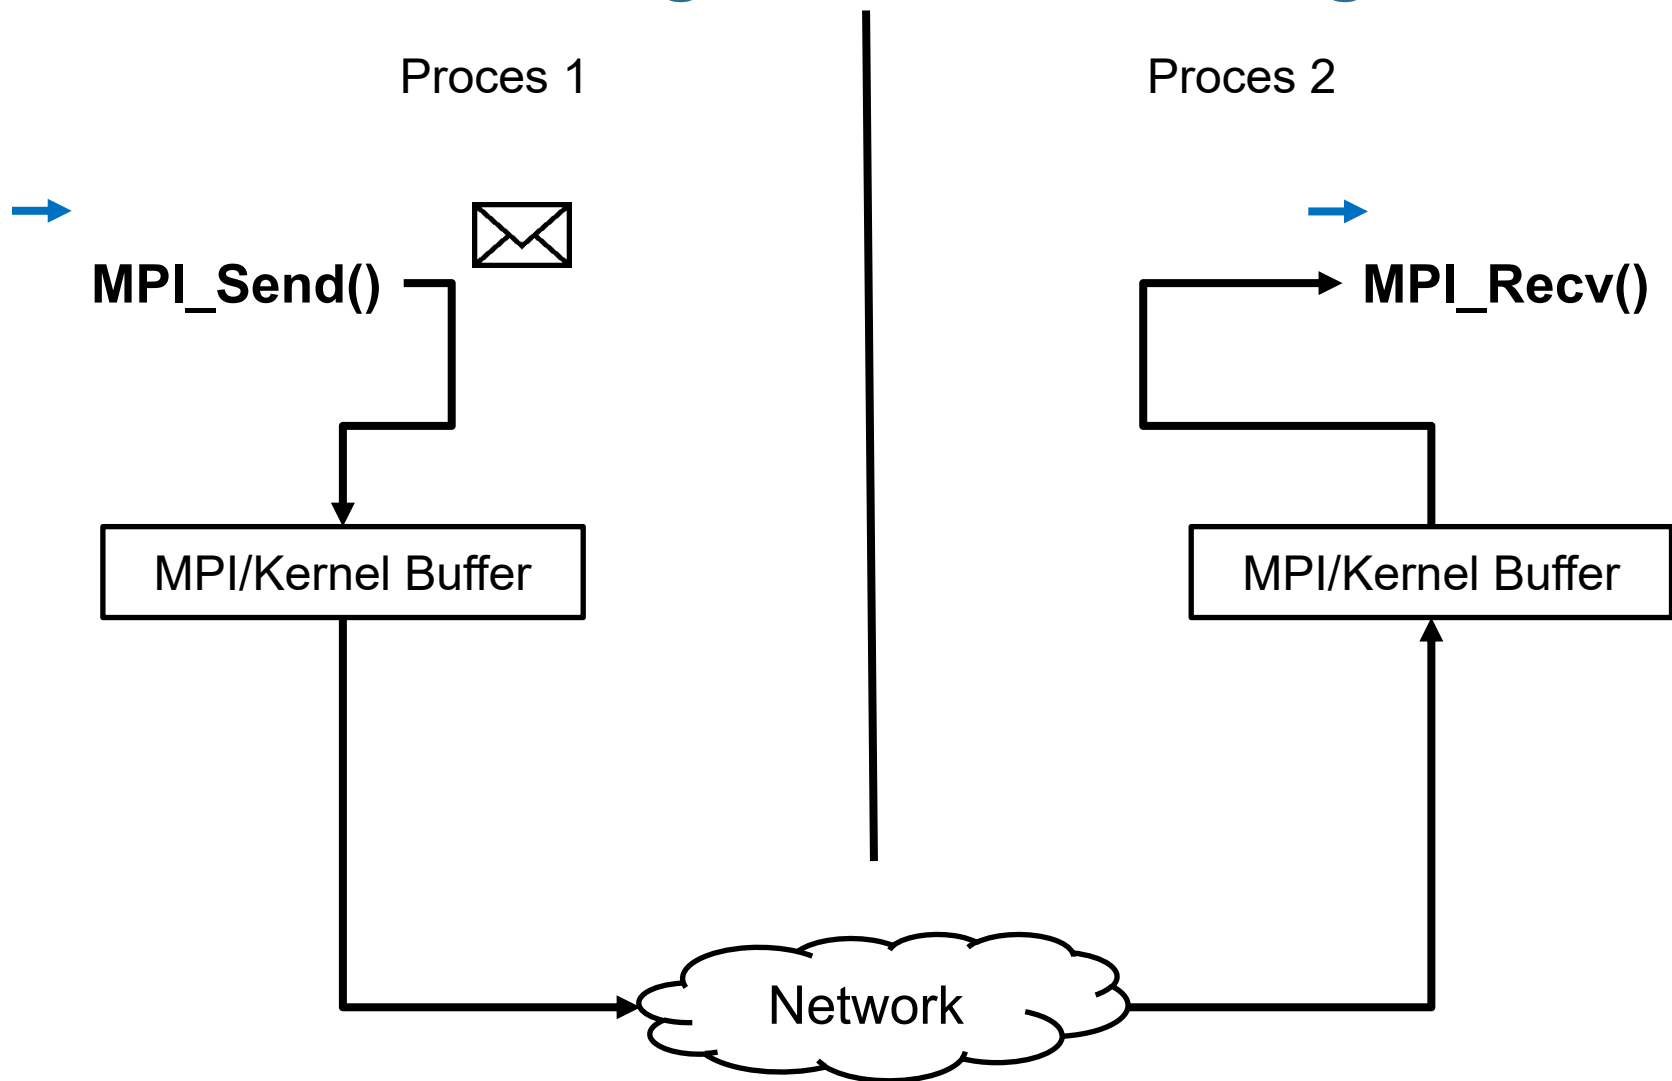 Proces 1
Proces 2
MPI_Send()
MPI_Recv()
MPI/Kernel Buffer
MPI/Kernel Buffer
Network